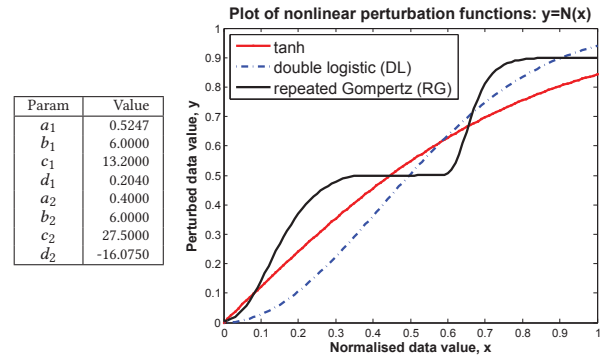 Param Value
a1 0.5247
b1 6.0000
c1 13.2000
d1 0.2040
a2 0.4000
b2 6.0000
c2 27.5000
d2 -16.0750
Plot of nonlinear perturbation functions: y=N(x)
tanh
double logistic (DL)
repeated Gompertz (RG)
Perturbed data value, y
1
0.9
0.8
0.7
0.6
0.5
0.4
0.3
0.2
0.1
0
0 0.1 0.2 0.3 0.4 0.5 0.6 0.7 0.8 0.9 1
Normalised data value, x